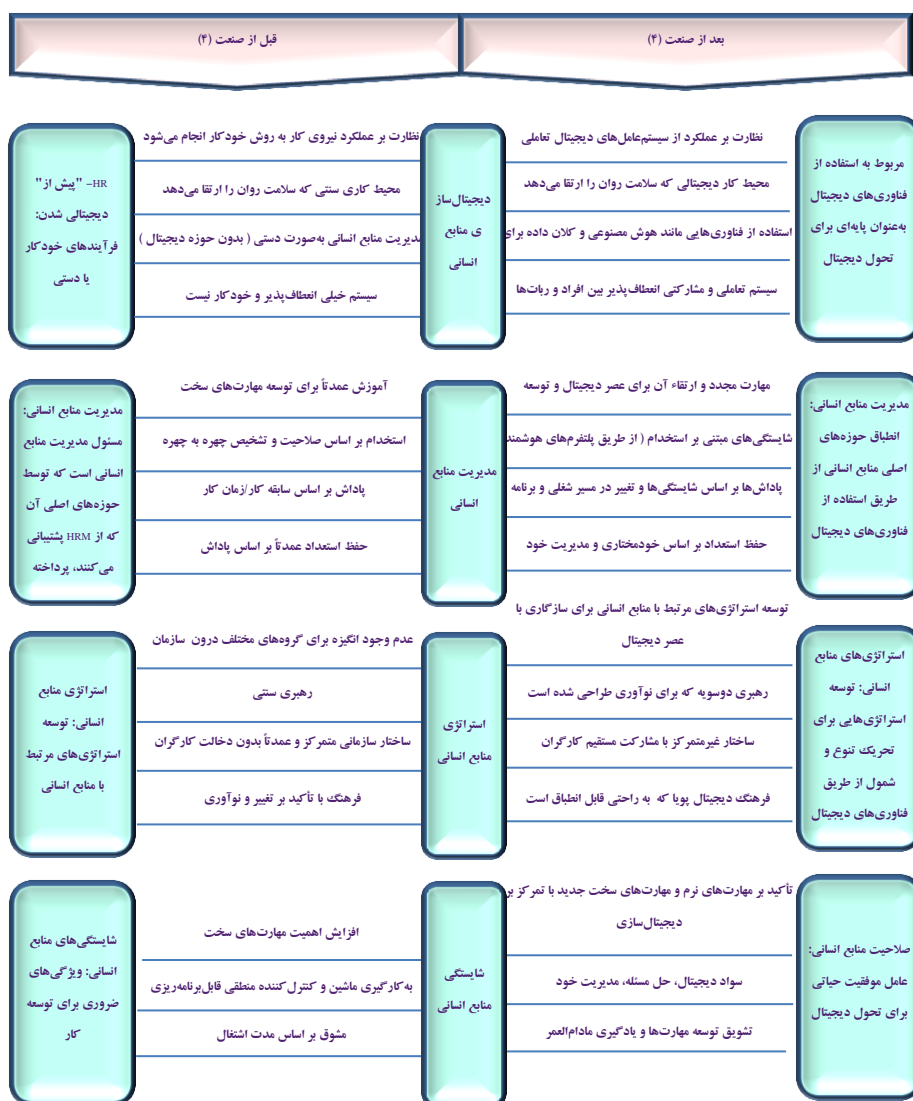 بعد از صنعت (۴)
قبل از صنعت (۴)
مربوط به استفاده از
فناوری‌های دیجیتال
به‌عنوان پایه‌ای برای
تحول دیجیتال
نظارت بر عملکرد از سیستم‌عامل‌های دیجیتال تعاملی
محیط کار دیجیتالی که سلامت روان را ارتقا می‌دهد
استفاده از فناوری‌هایی مانند هوش مصنوعی و کلان داده برای
سیستم تعاملی و مشارکتی انعطاف‌پذیر بین افراد و ربات‌ها
دیجیتال‌ساز
ی منابع
انسانی
نظارت بر عملکرد نیروی کار به روش خودکار انجام می‌شود
محیط کاری سنتی که سلامت روان را ارتقا می‌دهد
مدیریت منابع انسانی به‌صورت دستی ( بدون حوزه دیجیتال )
سیستم خیلی انعطاف‌پذیر و خودکار نیست
HR- "پیش از"
دیجیتالی شدن:
فرآیندهای خودکار
یا دستی
مدیریت منابع انسانی:
انطباق حوزه‌های
اصلی منابع انسانی از
طریق استفاده از
فناوری‌های دیجیتال
مهارت مجدد و ارتقاء آن برای عصر دیجیتال و توسعه
شایستگی‌های مبتنی بر استخدام ( از طریق پلتفرم‌های هوشمند
پاداش‌ها بر اساس شایستگی‌ها و تغییر در مسیر شغلی و برنامه
حفظ استعداد بر اساس خودمختاری و مدیریت خود
مدیریت منابع
انسانی
آموزش عمدتاً برای توسعه مهارت‌های سخت
استخدام بر اساس صلاحیت و تشخیص چهره به چهره
پاداش بر اساس سابقه کار/زمان کار
حفظ استعداد عمدتاً بر اساس پاداش
مدیریت منابع انسانی:
مسئول مدیریت منابع
انسانی است که توسط
حوزه‌های اصلی آن
که از HRM پشتیبانی
می‌کنند، پرداخته
استراتژی‌های منابع
انسانی: توسعه
استراتژی‌هایی برای
تحریک تنوع و
شمول از طریق
فناوری‌های دیجیتال
توسعه استراتژی‌های مرتبط با منابع انسانی برای سازگاری با
عصر دیجیتال
رهبری دوسویه که برای نوآوری طراحی شده است
ساختار غیرمتمرکز با مشارکت مستقیم کارگران
فرهنگ دیجیتال پویا که به راحتی قابل انطباق است
استراتژی
منابع انسانی
عدم وجود انگیزه برای گروه‌های مختلف درون سازمان
رهبری سنتی
ساختار سازمانی متمرکز و عمدتاً بدون دخالت کارگران
فرهنگ با تأکید بر تغییر و نوآوری
استراتژی منابع
انسانی: توسعه
استراتژی‌های مرتبط
با منابع انسانی
صلاحیت منابع انسانی:
عامل موفقیت حیاتی
برای تحول دیجیتال
تأکید بر مهارت‌های نرم و مهارت‌های سخت جدید با تمرکز بر
دیجیتال‌سازی
سواد دیجیتال، حل مسئله، مدیریت خود
تشویق توسعه مهارت‌ها و یادگیری مادام‌العمر
شایستگی
منابع انسانی
افزایش اهمیت مهارت‌های سخت
به‌کارگیری ماشین و کنترل‌کننده منطقی قابل‌برنامه‌ریزی
مشوق بر اساس مدت اشتغال
شایستگی‌های منابع
انسانی: ویژگی‌های
ضروری برای توسعه
کار